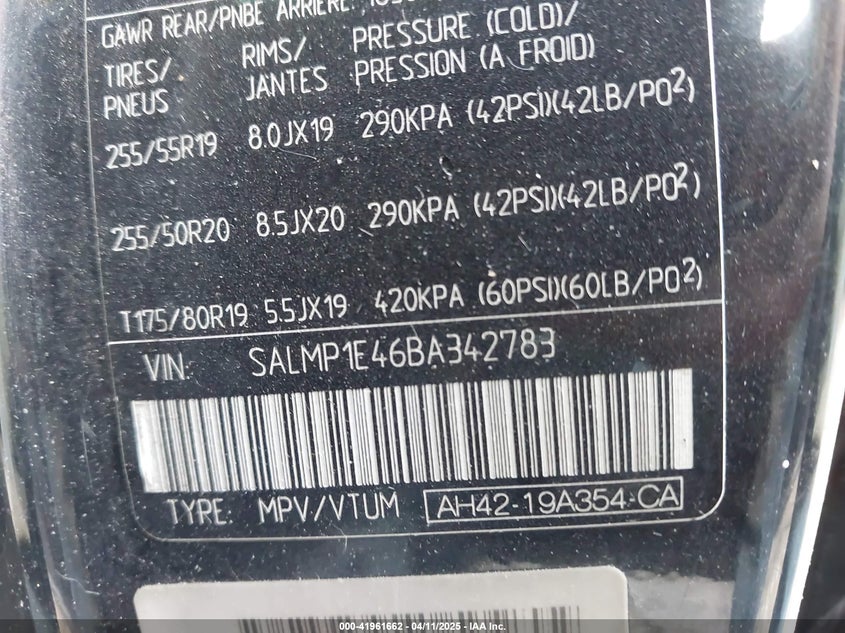 GAWR REAR/PNBE ARRIERE:
TIRES/ RIMS/ PRESSURE (COLD)/
PNEUS JANTES PRESSION (A FROID)
255/55R19 8.0JX19 290KPA (42PSI)(42LB/PO²)
255/50R20 8.5JX20 290KPA (42PSI)(42LB/PO²)
T175/80R19 5.5JX19 420KPA (60PSI)(60LB/PO²)
VIN: SALMP1E46BA342783
TYPE: MPV/VTUM AH42-19A354-CA
000-41961662 - 04/11/2025 - IAA Inc.